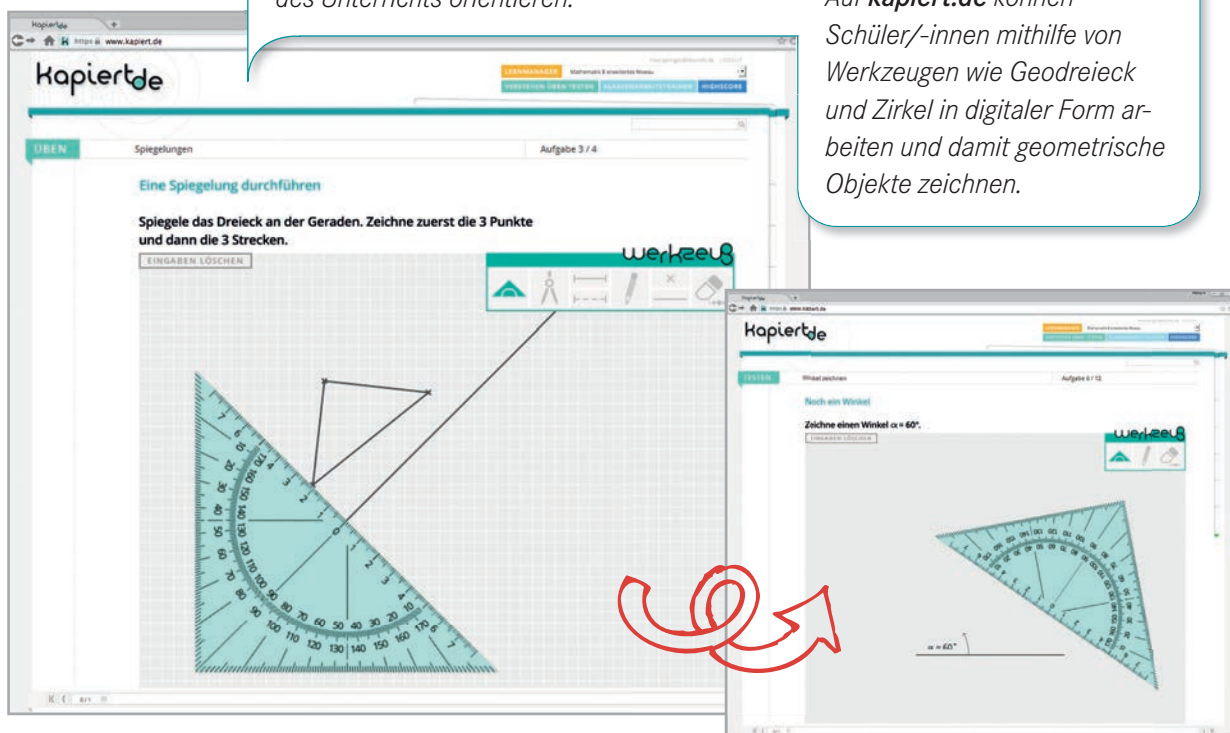 des Unterrichts orientieren.
Auf kapiert.de können
Schüler/-innen mithilfe von
Werkzeugen wie Geodreieck
und Zirkel in digitaler Form ar-
beiten und damit geometrische
Objekte zeichnen.
kapiert.de
https www.kapiert.de
kapiert.de
LERNMANAGER Mathematik 8 erweitertes Niveau
VERSTEHEN ÜBEN TESTEN KLASSENARBEITSTRAINER HIGHSCORE
ÜBEN Spiegelungen Aufgabe 3 / 4
Eine Spiegelung durchführen
Spiegele das Dreieck an der Geraden. Zeichne zuerst die 3 Punkte
und dann die 3 Strecken.
EINGABEN LÖSCHEN
werkzeug
kapiert.de
TESTEN Winkel zeichnen Aufgabe 6 / 12
Noch ein Winkel
Zeichne einen Winkel α = 60°.
EINGABEN LÖSCHEN
werkzeug
α = 60°